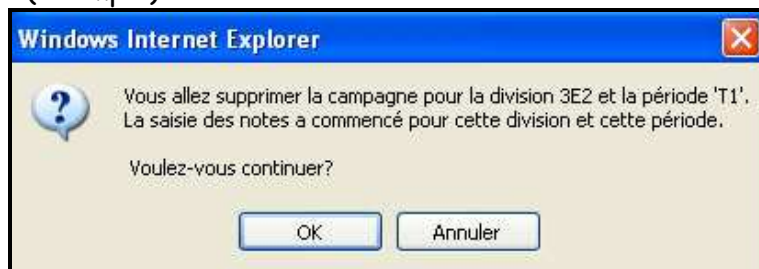 Windows Internet Explorer
Vous allez supprimer la campagne pour la division 3E2 et la période 'T1'.
La saisie des notes a commencé pour cette division et cette période.
Voulez-vous continuer?
OK
Annuler